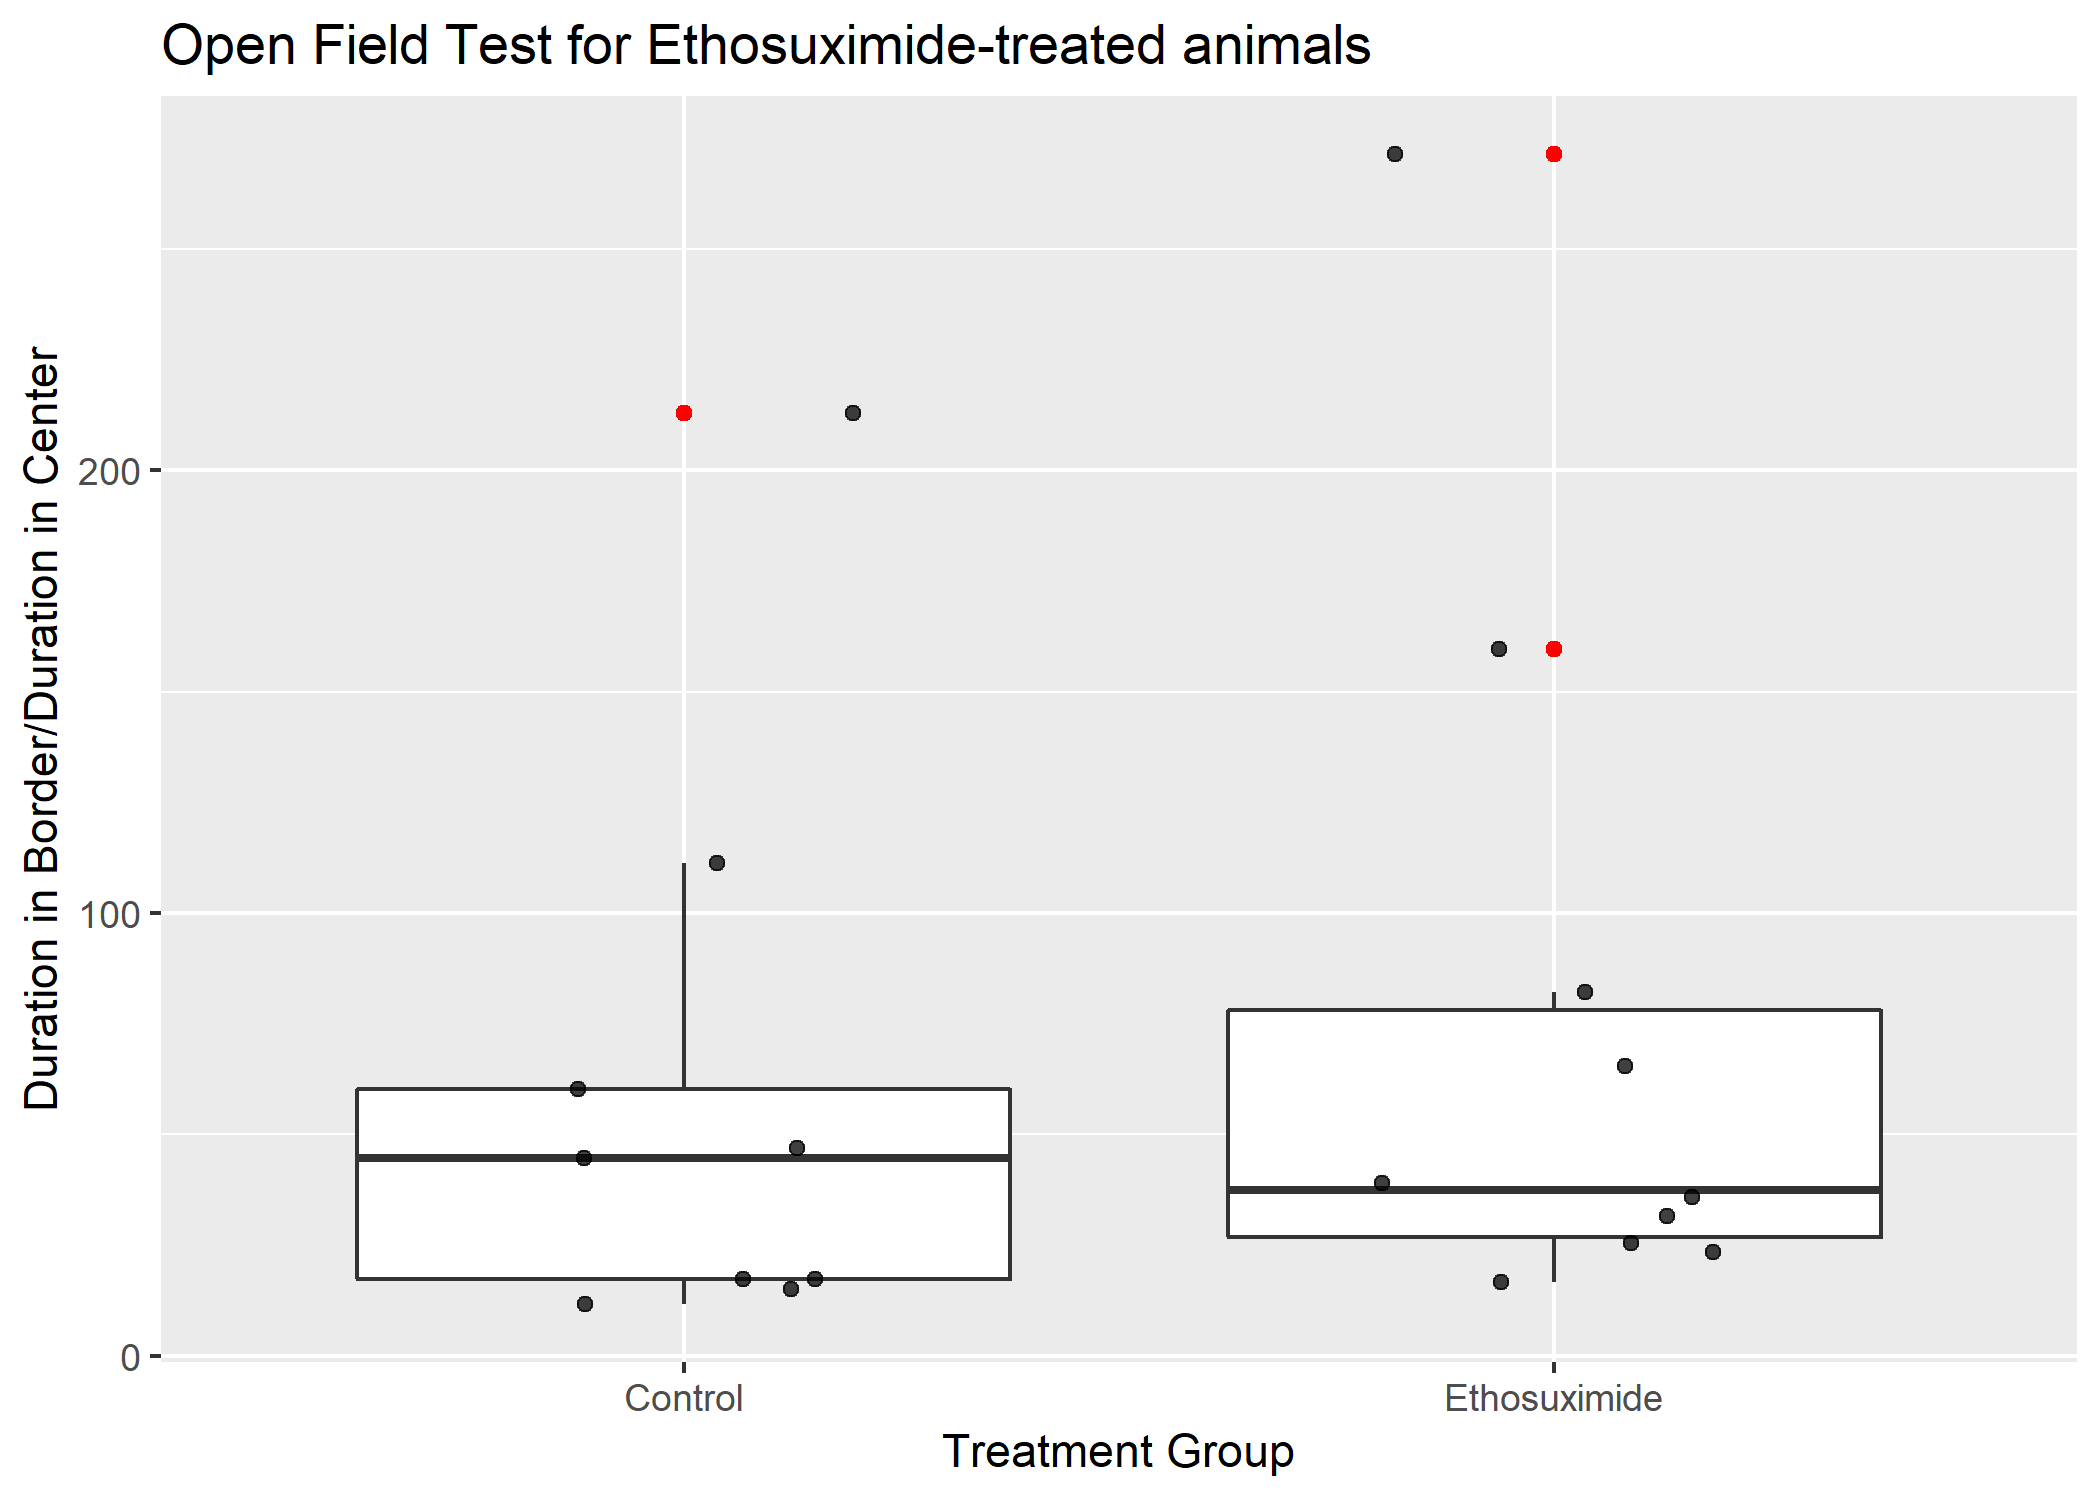 Open Field Test for Ethosuximide-treated animals
Duration in Border/Duration in Center
200
100
0
Control
Ethosuximide
Treatment Group